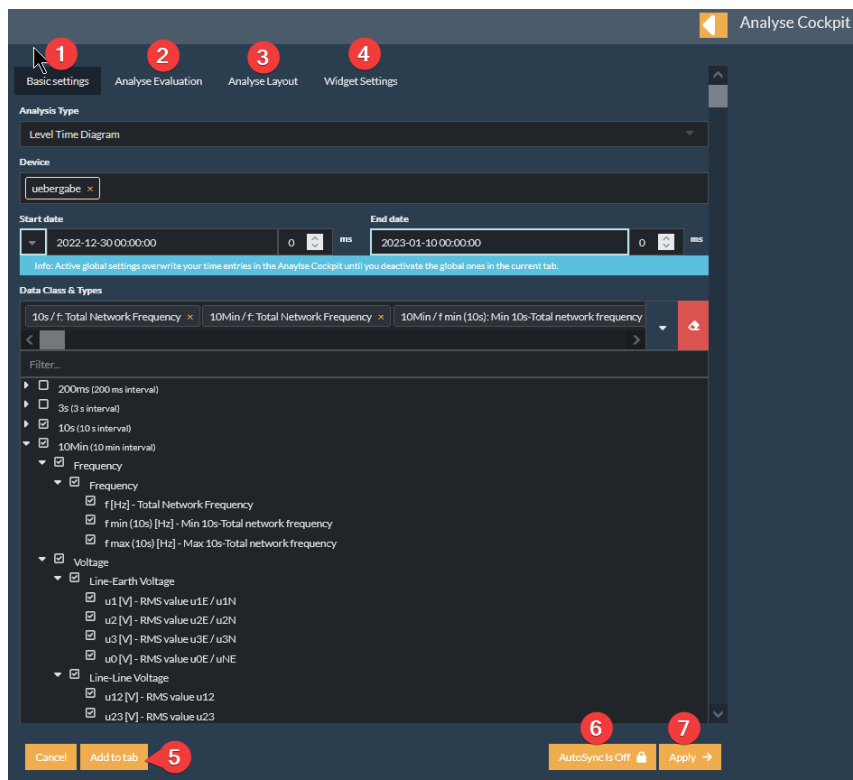 Analyse Cockpit
1 2 3 4
Basic settings Analyse Evaluation Analyse Layout Widget Settings
Analysis Type
Level Time Diagram
Device
uebergabe ×
Start date End date
2022-12-30 00:00:00 0 ms 2023-01-10 00:00:00 0 ms
Info: Active global settings overwrite your time entries in the Anaylse Cockpit until you deactivate the global ones in the current tab.
Data Class & Types
10s / f: Total Network Frequency × 10Min / f: Total Network Frequency × 10Min / f min (10s): Min 10s-Total network frequency
Filter...
200ms (200 ms interval)
3s (3 s interval)
10s (10 s interval)
10Min (10 min interval)
Frequency
Frequency
f [Hz] - Total Network Frequency
f min (10s) [Hz] - Min 10s-Total network frequency
f max (10s) [Hz] - Max 10s-Total network frequency
Voltage
Line-Earth Voltage
u1 [V] - RMS value u1E / u1N
u2 [V] - RMS value u2E / u2N
u3 [V] - RMS value u3E / u3N
u0 [V] - RMS value u0E / uNE
Line-Line Voltage
u12 [V] - RMS value u12
u23 [V] - RMS value u23
6 7
Cancel Add to tab 5 AutoSync Is Off Apply →